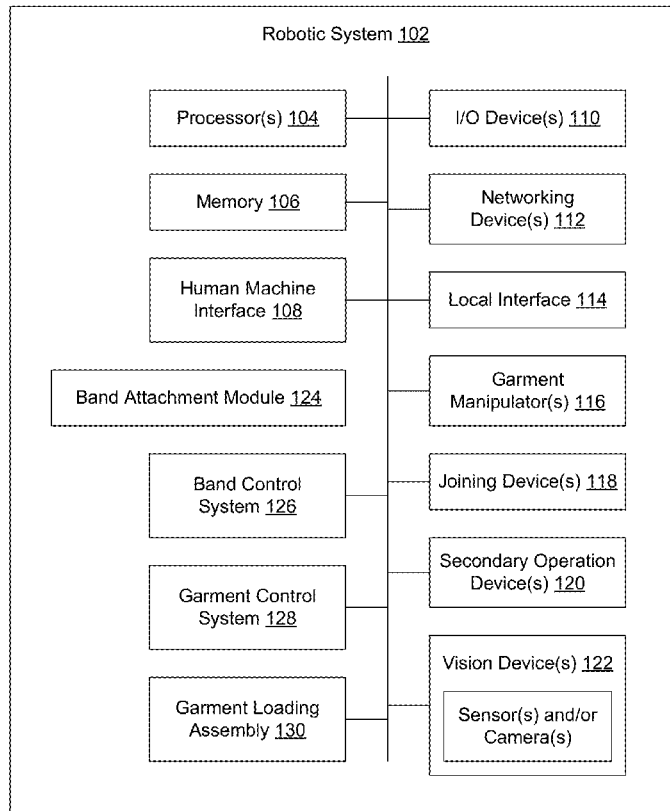 Robotic System 102
Processor(s) 104
I/O Device(s) 110
Memory 106
Networking
Device(s) 112
Human Machine
Interface 108
Local Interface 114
Band Attachment Module 124
Garment
Manipulator(s) 116
Band Control
System 126
Joining Device(s) 118
Garment Control
System 128
Secondary Operation
Device(s) 120
Garment Loading
Assembly 130
Vision Device(s) 122
Sensor(s) and/or
Camera(s)